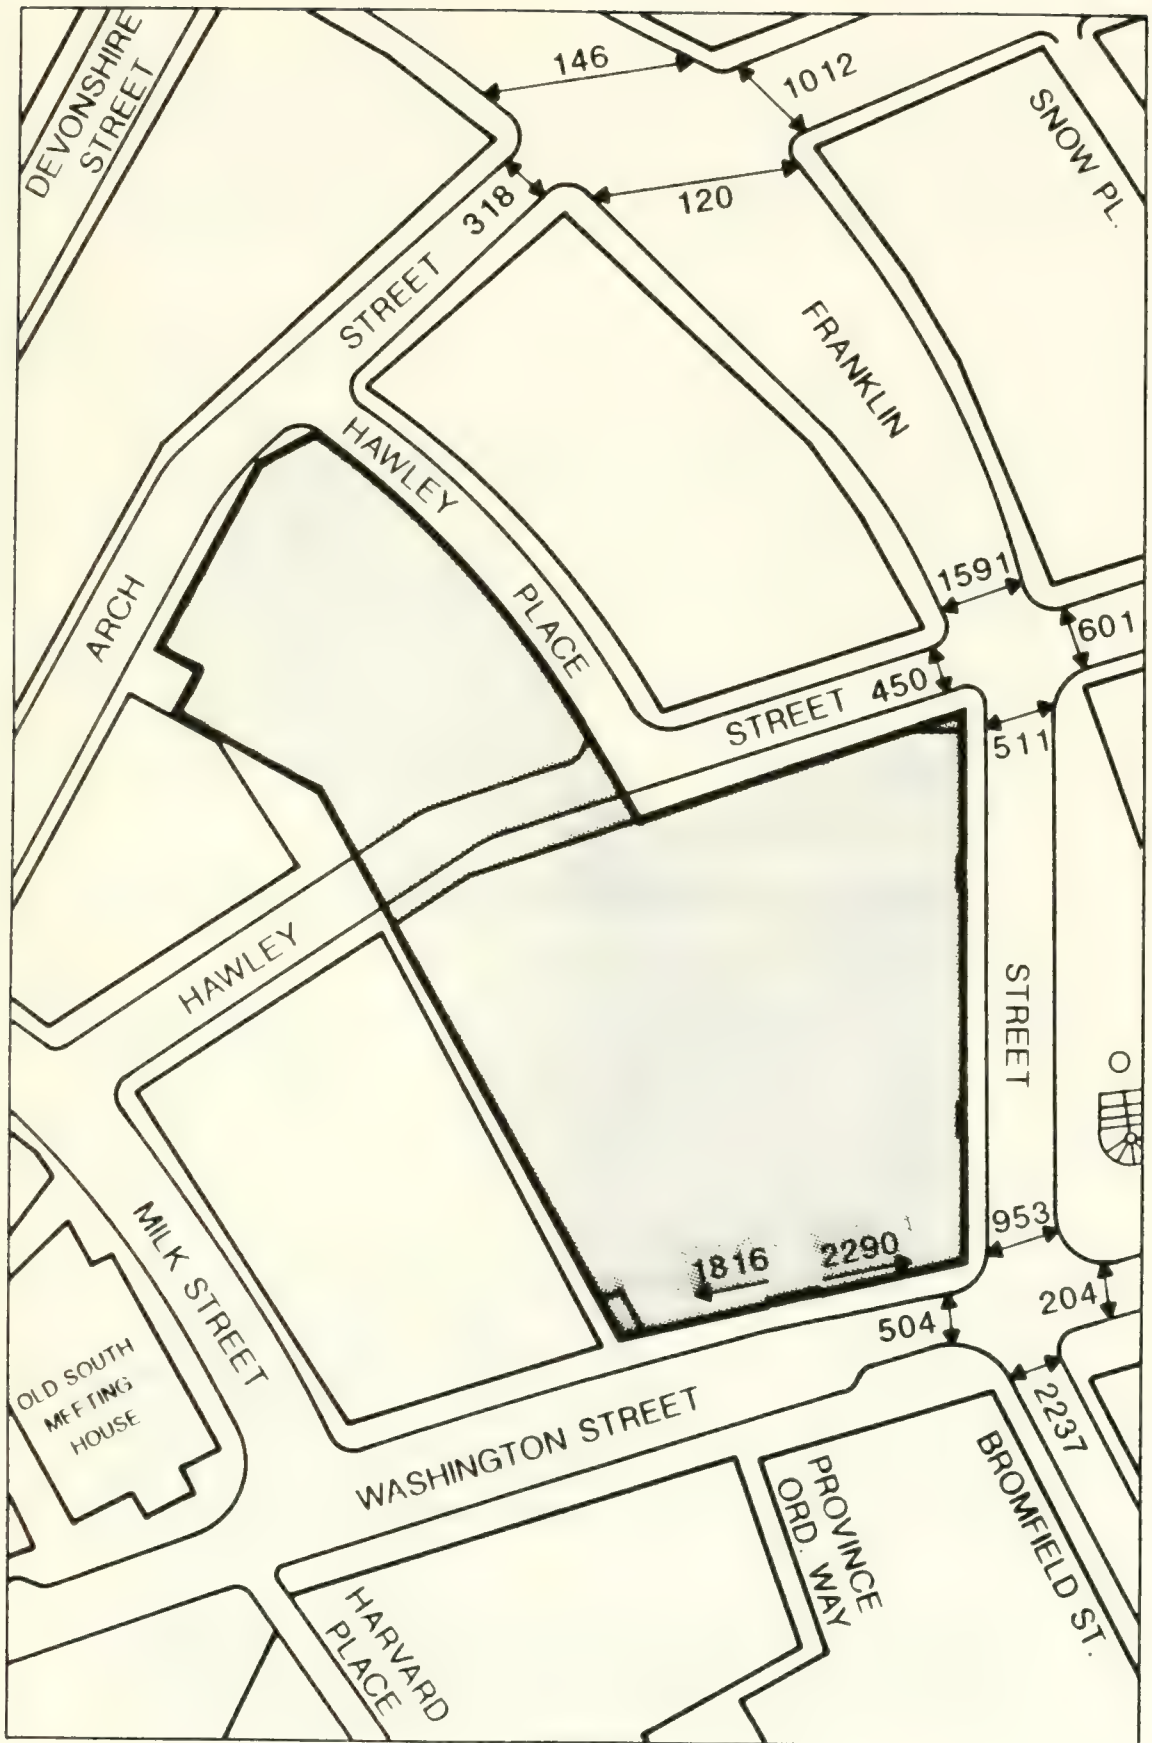 DEVONSHIRE
STREET
146
1012
SNOW PL.
318
120
STREET
FRANKLIN
HAWLEY
PLACE
ARCH
1591
601
STREET 450
511
HAWLEY
STREET
953
1816
2290
204
504
MILK STREET
OLD SOUTH
MEETING
HOUSE
WASHINGTON STREET
2237
BROMFIELD ST.
PROVINCE
ORD. WAY
HARVARD
PLACE